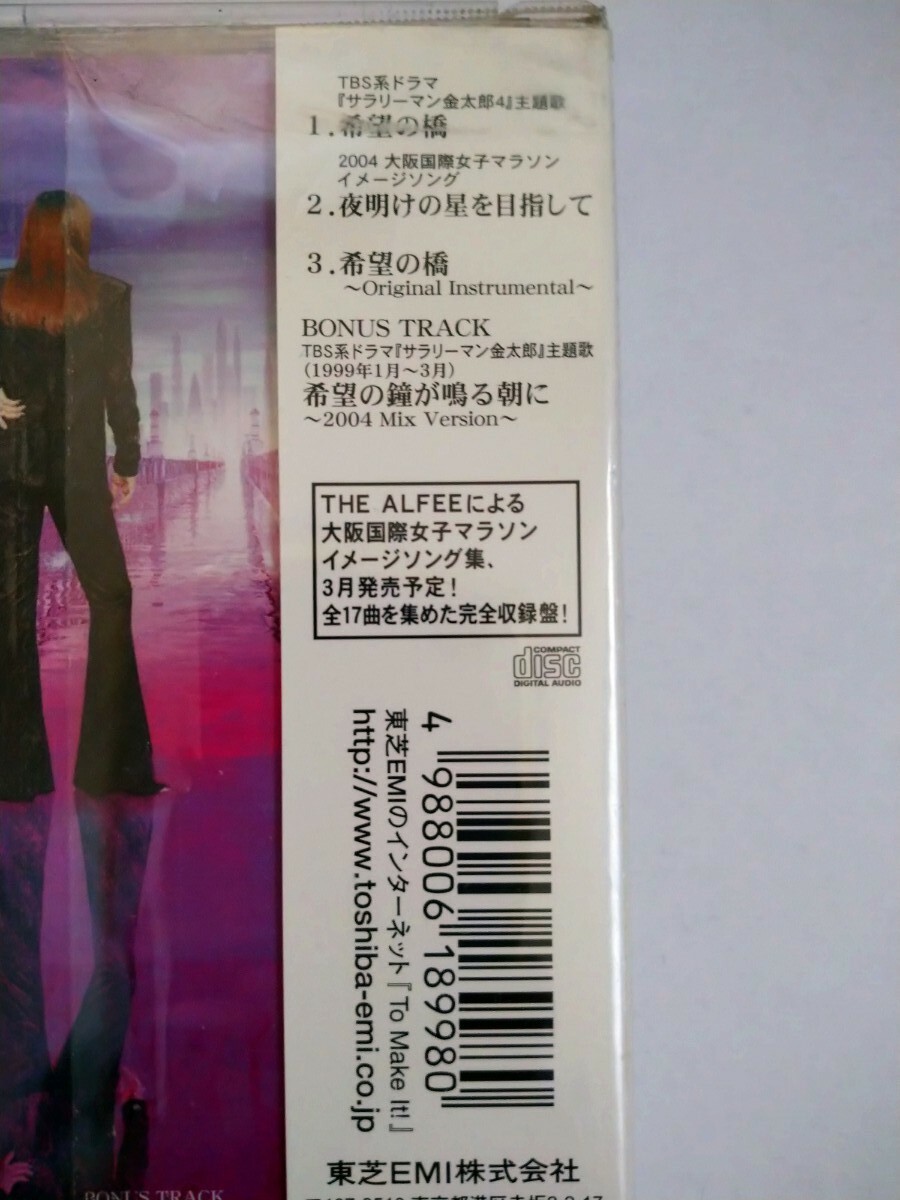 TBS系ドラマ
『サラリーマン金太郎4』主題歌
1.希望の橋
2004 大阪国際女子マラソン
イメージソング
2.夜明けの星を目指して
3.希望の橋
～Original Instrumental～
BONUS TRACK
TBS系ドラマ『サラリーマン金太郎』主題歌
(1999年1月～3月)
希望の鐘が鳴る朝に
～2004 Mix Version～
THE ALFEEによる
大阪国際女子マラソン
イメージソング集、
3月発売予定!
全17曲を集めた完全収録盤!
COMPACT
disc
DIGITAL AUDIO
4 988006 189980
東芝EMIのインターネット『To Make It!』
http://www.toshiba-emi.co.jp
東芝EMI株式会社
BONUS TRACK